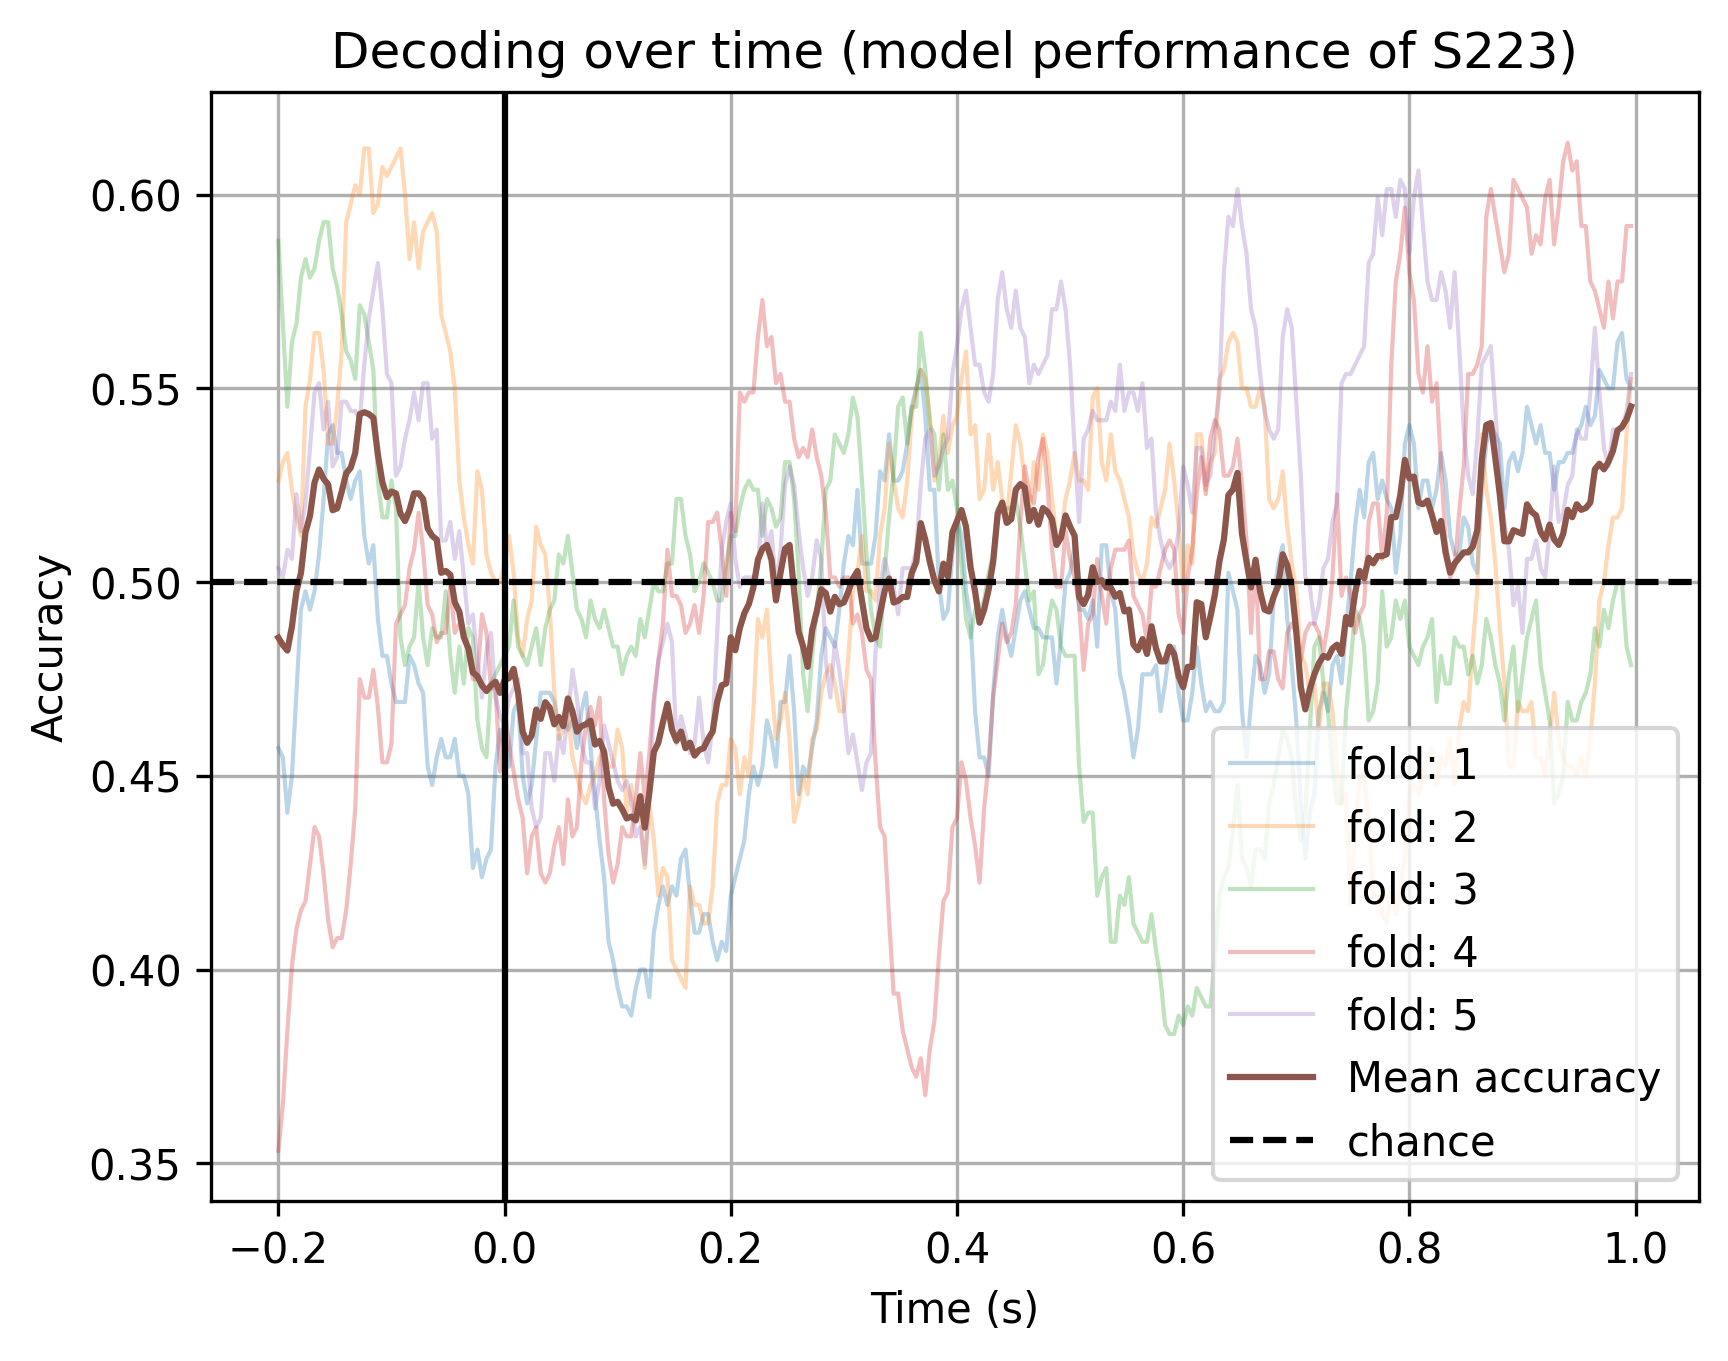 Decoding over time (model performance of S223)
Accuracy
0.60
0.55
0.50
0.45
0.40
0.35
−0.2 0.0 0.2 0.4 0.6 0.8 1.0
Time (s)
fold: 1
fold: 2
fold: 3
fold: 4
fold: 5
Mean accuracy
chance